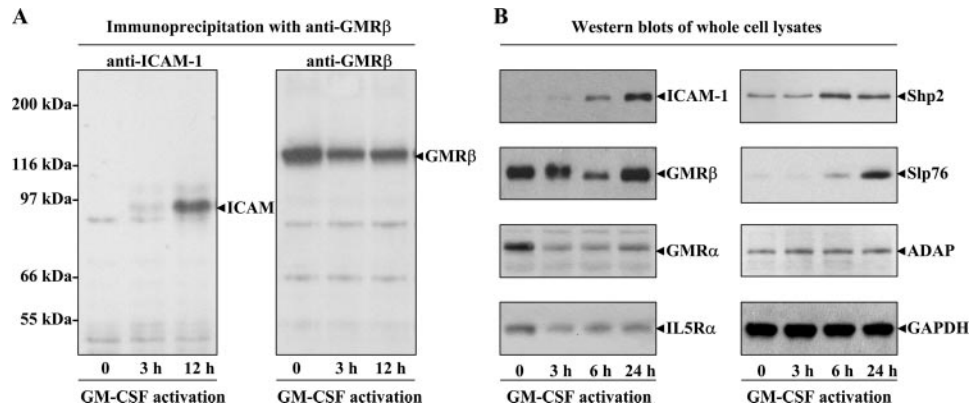 A
Immunoprecipitation with anti-GMRβ
anti-ICAM-1
anti-GMRβ
200 kDa-
116 kDa-
97 kDa-
66 kDa-
55 kDa-
ICAM
GMRβ
0 3 h 12 h
0 3 h 12 h
GM-CSF activation
GM-CSF activation
B
Western blots of whole cell lysates
ICAM-1
GMRβ
GMRα
IL5Rα
0 3 h 6 h 24 h
GM-CSF activation
Shp2
Slp76
ADAP
GAPDH
0 3 h 6 h 24 h
GM-CSF activation